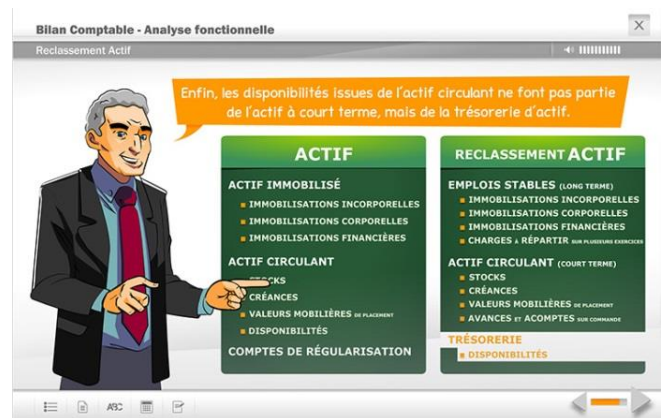 Bilan Comptable - Analyse fonctionnelle
Reclassement Actif
Enfin, les disponibilités issues de l'actif circulant ne font pas partie
de l'actif à court terme, mais de la trésorerie d'actif.
ACTIF
ACTIF IMMOBILISÉ
IMMOBILISATIONS INCORPORELLES
IMMOBILISATIONS CORPORELLES
IMMOBILISATIONS FINANCIÈRES
ACTIF CIRCULANT
CRÉANCES
VALEURS MOBILIÈRES DE PLACEMENT
DISPONIBILITÉS
COMPTES DE RÉGULARISATION
RECLASSEMENT ACTIF
EMPLOIS STABLES (LONG TERME)
IMMOBILISATIONS INCORPORELLES
IMMOBILISATIONS CORPORELLES
IMMOBILISATIONS FINANCIÈRES
CHARGES À RÉPARTIR SUR PLUSIEURS EXERCICES
ACTIF CIRCULANT (COURT TERME)
STOCKS
CRÉANCES
VALEURS MOBILIÈRES DE PLACEMENT
AVANCES ET ACOMPTES SUR COMMANDE
TRÉSORERIE
DISPONIBILITÉS
ABC